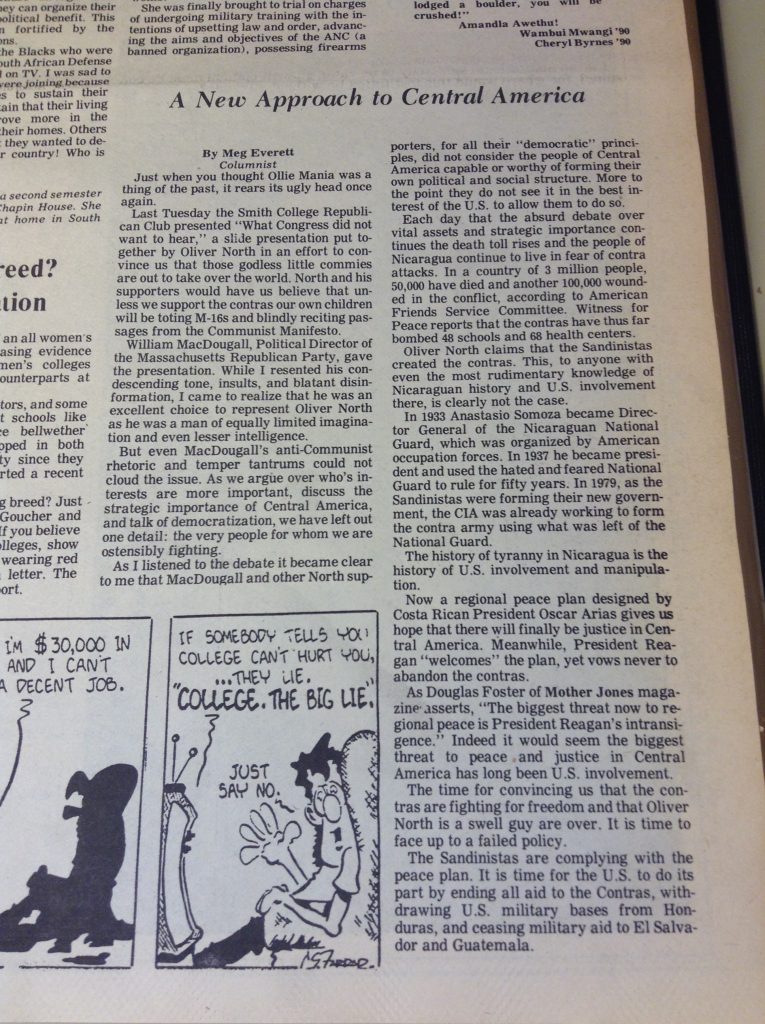 ey can organize their
olitical benefit. This
n fortified by the
ns.
the Blacks who were
outh African Defense
l on TV. I was sad to
were joining because
es to sustain their
ain that their living
rove more in the
their homes. Others
t they wanted to de-
r country! Who is
a second semester
Chapin House. She
at home in South
reed?
tion
an all women's
asing evidence
men's colleges
ounterparts at
tors, and some
t schools like
ce bellwether
pped in both
ty since they
rted a recent
g breed? Just
Goucher and
If you believe
lleges, show
wearing red
letter. The
ort.
She was finally brought to trial on charges
of undergoing military training with the in-
tentions of upsetting law and order, advanc-
ing the aims and objectives of the ANC (a
banned organization), possessing firearms
lodged a boulder, you will be
crushed!"
Amandla Awethu!
Wambui Mwangi '90
Cheryl Byrnes '90
A New Approach to Central America
By Meg Everett
Columnist
Just when you thought Ollie Mania was a
thing of the past, it rears its ugly head once
again.
Last Tuesday the Smith College Republi-
can Club presented "What Congress did not
want to hear," a slide presentation put to-
gether by Oliver North in an effort to con-
vince us that those godless little commies
are out to take over the world. North and his
supporters would have us believe that un-
less we support the contras our own children
will be toting M-16s and blindly reciting pas-
sages from the Communist Manifesto.
William MacDougall, Political Director of
the Massachusetts Republican Party, gave
the presentation. While I resented his con-
descending tone, insults, and blatant disin-
formation, I came to realize that he was an
excellent choice to represent Oliver North
as he was a man of equally limited imagina-
tion and even lesser intelligence.
But even MacDougall's anti-Communist
rhetoric and temper tantrums could not
cloud the issue. As we argue over who's in-
terests are more important, discuss the
strategic importance of Central America,
and talk of democratization, we have left out
one detail: the very people for whom we are
ostensibly fighting.
As I listened to the debate it became clear
to me that MacDougall and other North sup-
porters, for all their "democratic" princi-
ples, did not consider the people of Central
America capable or worthy of forming their
own political and social structure. More to
the point they do not see it in the best in-
terest of the U.S. to allow them to do so.
Each day that the absurd debate over
vital assets and strategic importance con-
tinues the death toll rises and the people of
Nicaragua continue to live in fear of contra
attacks. In a country of 3 million people,
50,000 have died and another 100,000 wound-
ed in the conflict, according to American
Friends Service Committee. Witness for
Peace reports that the contras have thus far
bombed 48 schools and 68 health centers.
Oliver North claims that the Sandinistas
created the contras. This, to anyone with
even the most rudimentary knowledge of
Nicaraguan history and U.S. involvement
there, is clearly not the case.
In 1933 Anastasio Somoza became Direc-
tor General of the Nicaraguan National
Guard, which was organized by American
occupation forces. In 1937 he became presi-
dent and used the hated and feared National
Guard to rule for fifty years. In 1979, as the
Sandinistas were forming their new govern-
ment, the CIA was already working to form
the contra army using what was left of the
National Guard.
The history of tyranny in Nicaragua is the
history of U.S. involvement and manipula-
tion.
Now a regional peace plan designed by
Costa Rican President Oscar Arias gives us
hope that there will finally be justice in Cen-
tral America. Meanwhile, President Rea-
gan "welcomes" the plan, yet vows never to
abandon the contras.
As Douglas Foster of Mother Jones maga-
zine asserts, "The biggest threat now to re-
gional peace is President Reagan's intransi-
gence." Indeed it would seem the biggest
threat to peace and justice in Central
America has long been U.S. involvement.
The time for convincing us that the con-
tras are fighting for freedom and that Oliver
North is a swell guy are over. It is time to
face up to a failed policy.
The Sandinistas are complying with the
peace plan. It is time for the U.S. to do its
part by ending all aid to the Contras, with-
drawing U.S. military bases from Hon-
duras, and ceasing military aid to El Salva-
dor and Guatemala.
I'M $30,000 IN
AND I CAN'T
A DECENT JOB.
IF SOMEBODY TELLS YOU
COLLEGE CAN'T HURT YOU,
...THEY LIE.
"COLLEGE. THE BIG LIE."
JUST
SAY NO.